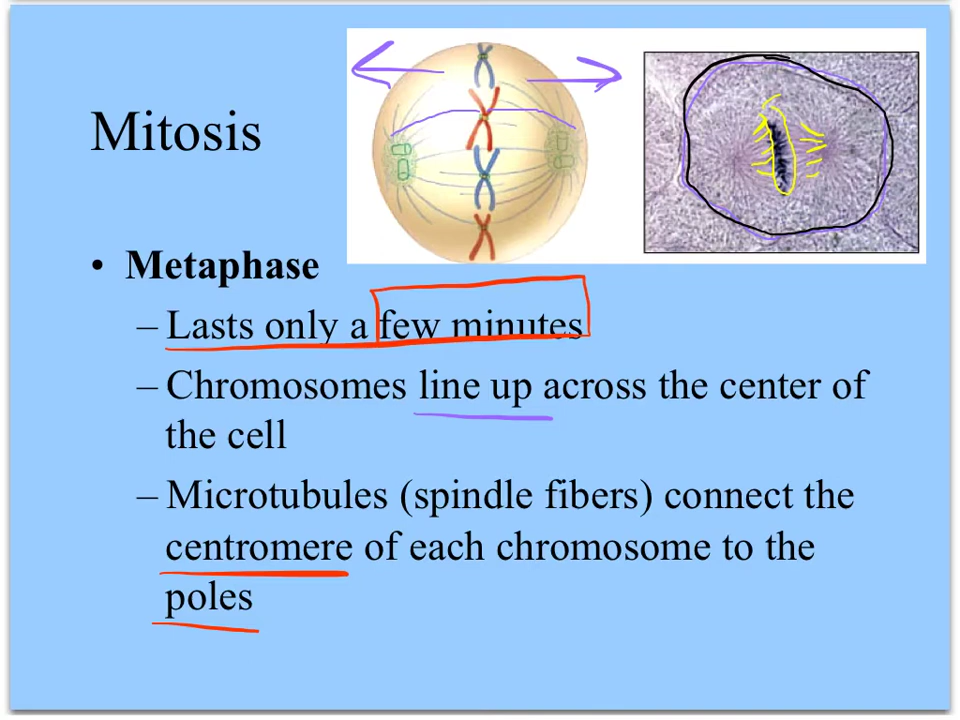 Mitosis
• Metaphase
– Lasts only a few minutes
– Chromosomes line up across the center of
the cell
– Microtubules (spindle fibers) connect the
centromere of each chromosome to the
poles